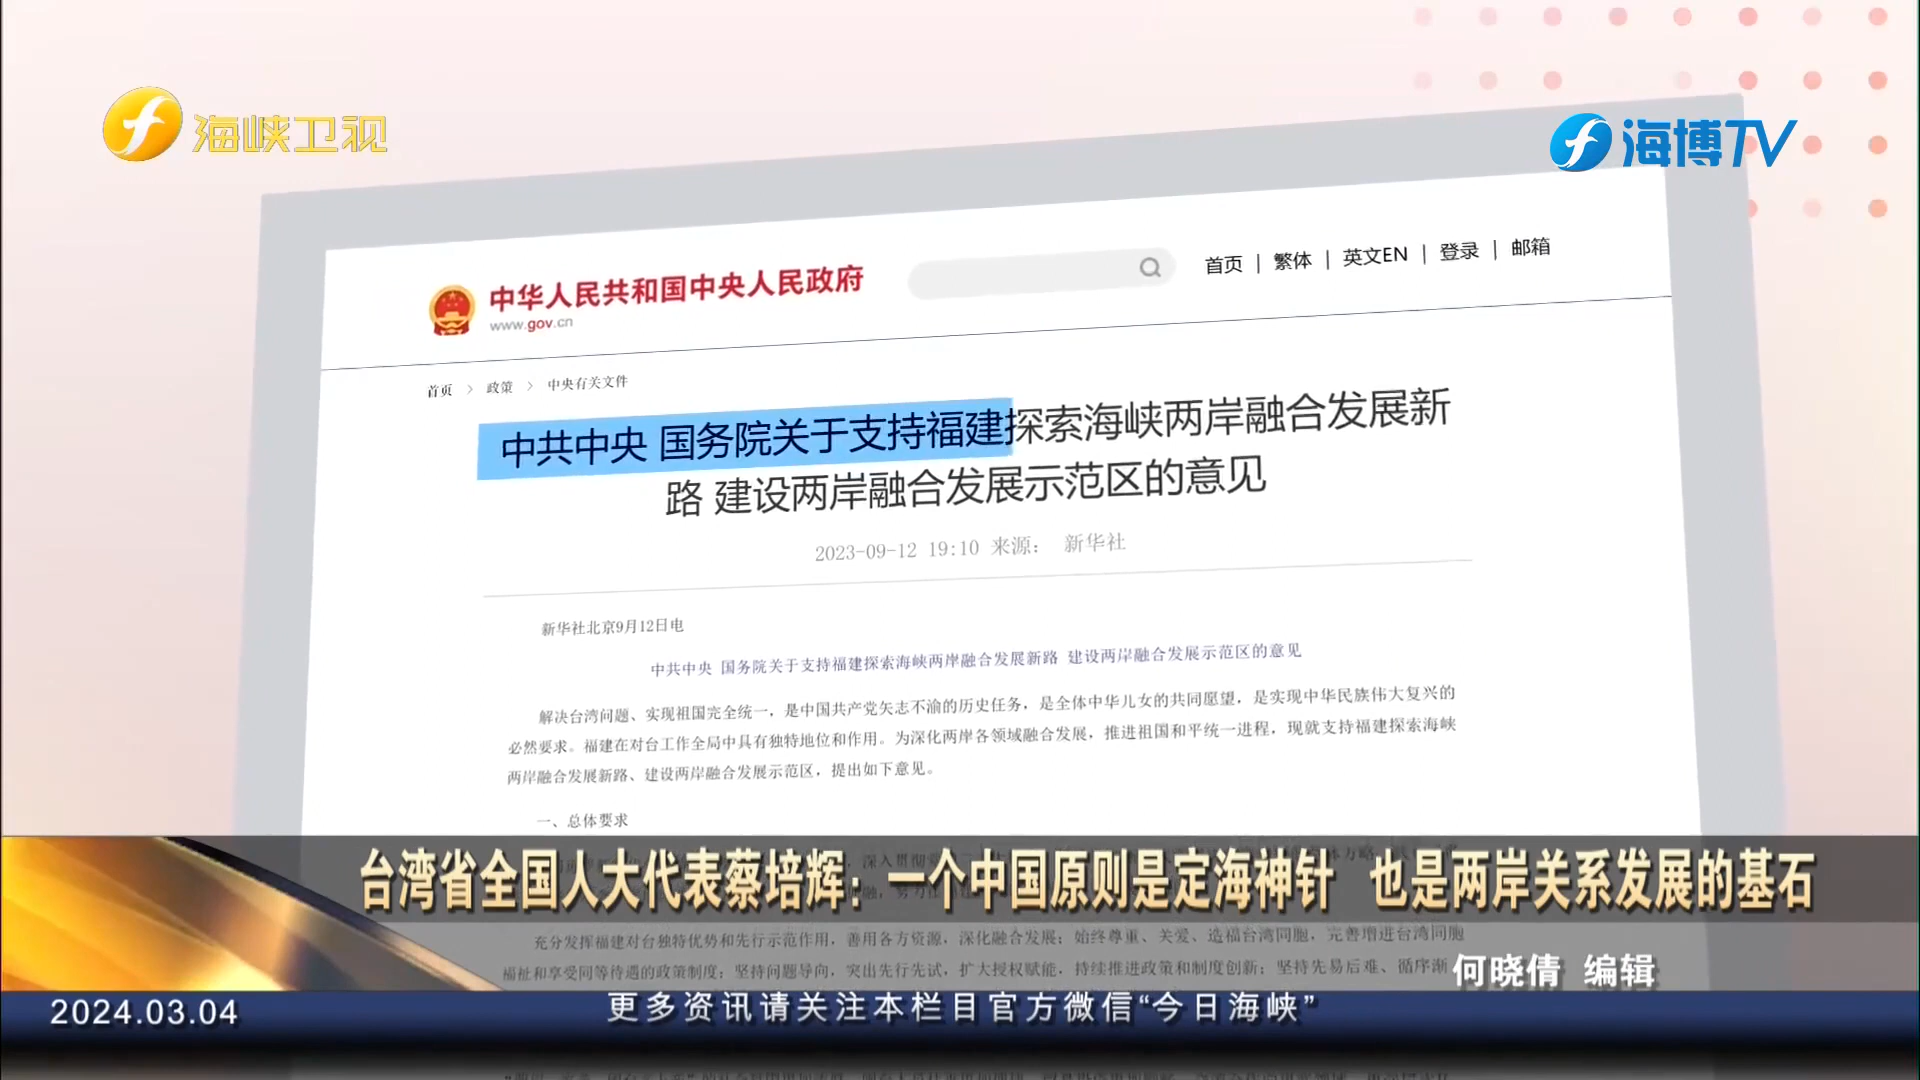 海峡卫视
海博TV
中华人民共和国中央人民政府
www.gov.cn
首页 | 繁体 | 英文EN | 登录 | 邮箱
首页 > 政策 > 中央有关文件
中共中央 国务院关于支持福建探索海峡两岸融合发展新
路 建设两岸融合发展示范区的意见
2023-09-12 19:10 来源： 新华社
新华社北京9月12日电
中共中央 国务院关于支持福建探索海峡两岸融合发展新路 建设两岸融合发展示范区的意见
解决台湾问题、实现祖国完全统一，是中国共产党矢志不渝的历史任务，是全体中华儿女的共同愿望，是实现中华民族伟大复兴的
必然要求。福建在对台工作全局中具有独特地位和作用。为深化两岸各领域融合发展，推进祖国和平统一进程，现就支持福建探索海峡
两岸融合发展新路、建设两岸融合发展示范区，提出如下意见。
一、总体要求
台湾省全国人大代表蔡培辉：一个中国原则是定海神针 也是两岸关系发展的基石
充分发挥福建对台独特优势和先行示范作用，善用各方资源，深化融合发展；始终尊重、关爱、造福台湾同胞，完善增进台湾同胞
福祉和享受同等待遇的政策制度；坚持问题导向，突出先行先试，扩大授权赋能，持续推进政策和制度创新；坚持先易后难、循序渐
何晓倩 编辑
2024.03.04
更多资讯请关注本栏目官方微信“今日海峡”